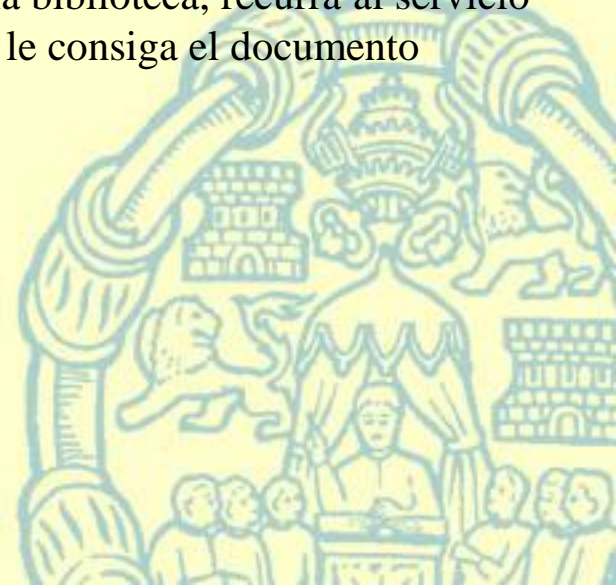 biblioteca, recurra al servicio
le consiga el documento